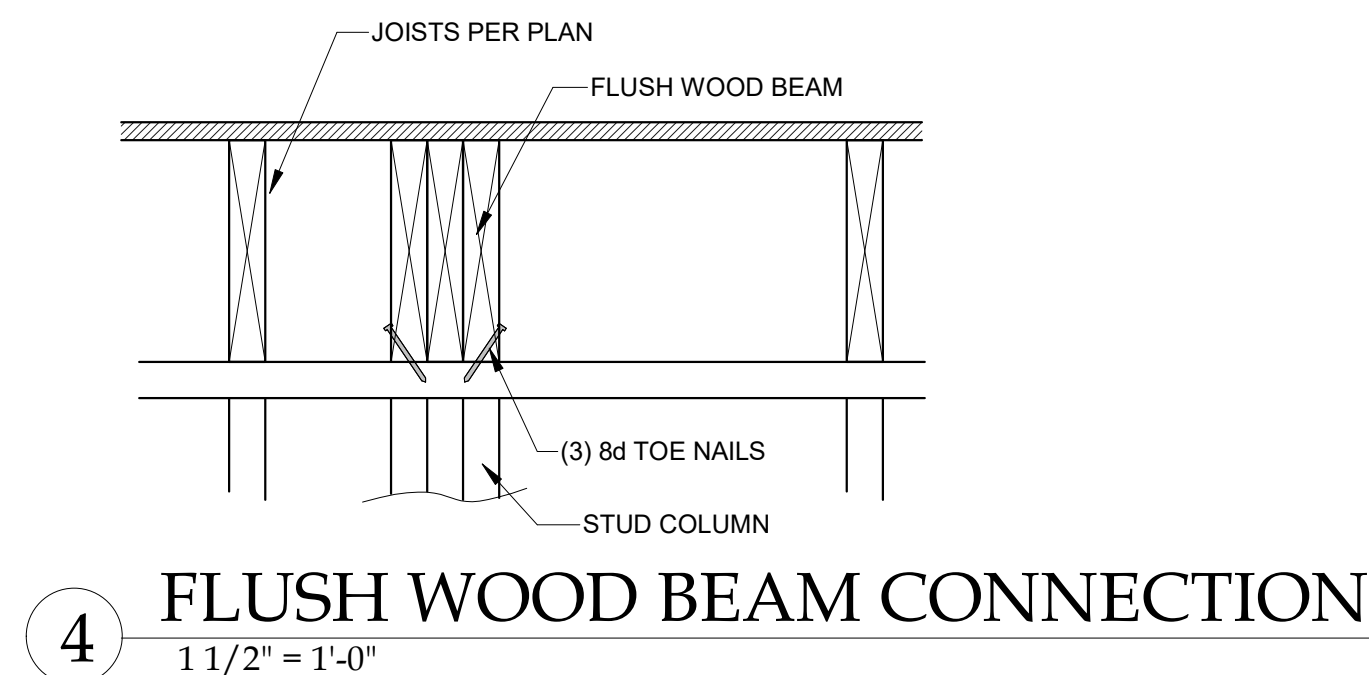 JOISTS PER PLAN
FLUSH WOOD BEAM
(3) 8d TOE NAILS
STUD COLUMN
4
FLUSH WOOD BEAM CONNECTION
1 1/2" = 1'-0"